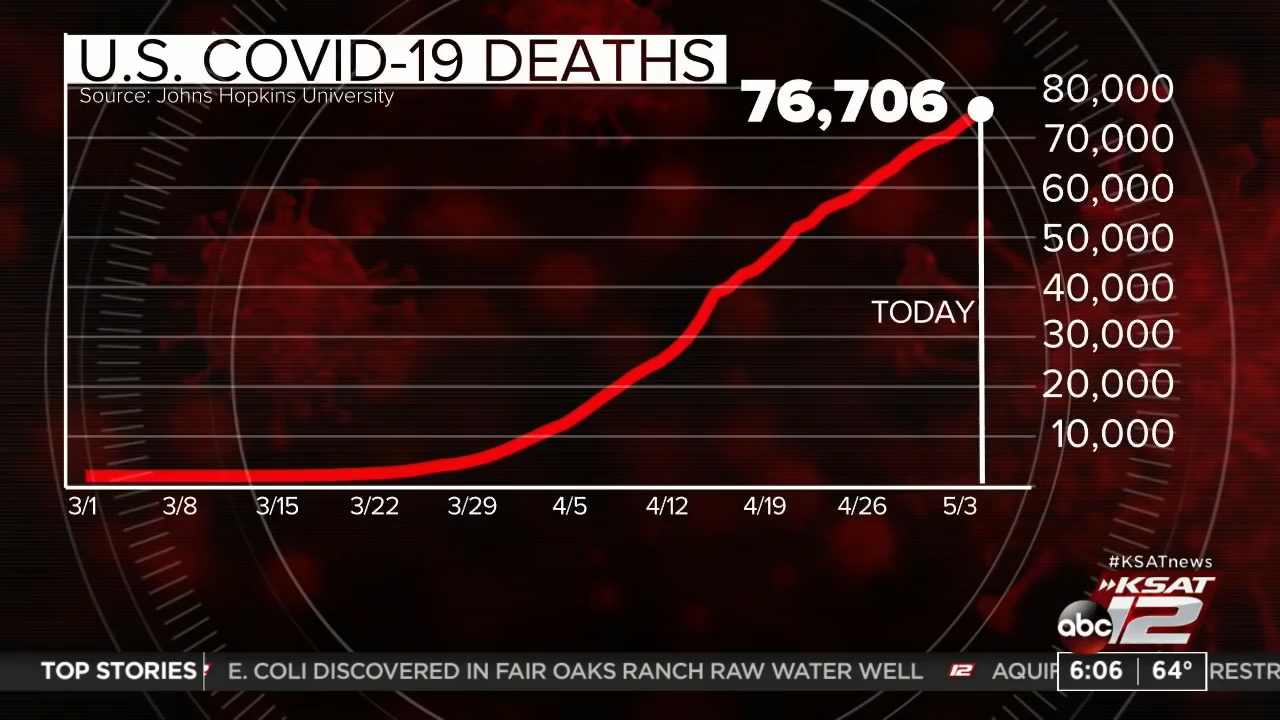 U.S. COVID-19 DEATHS
Source: Johns Hopkins University
76,706
80,000
70,000
60,000
50,000
40,000
TODAY
30,000
20,000
10,000
3/1 3/8 3/15 3/22 3/29 4/5 4/12 4/19 4/26 5/3
#KSATnews
KSAT
abc 12
TOP STORIES E. COLI DISCOVERED IN FAIR OAKS RANCH RAW WATER WELL 12 AQUIF 6:06 64° RESTR